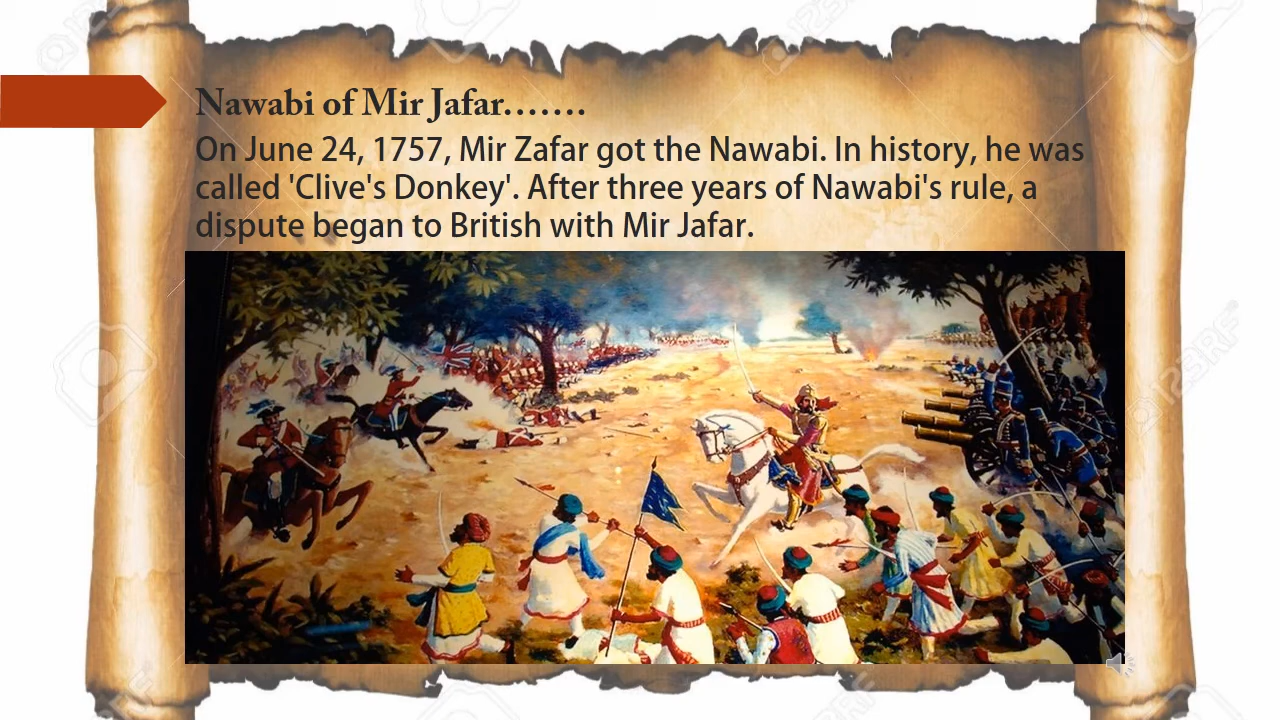 Nawabi of Mir Jafar…….
On June 24, 1757, Mir Zafar got the Nawabi. In history, he was
called 'Clive's Donkey'. After three years of Nawabi's rule, a
dispute began to British with Mir Jafar.
123RF